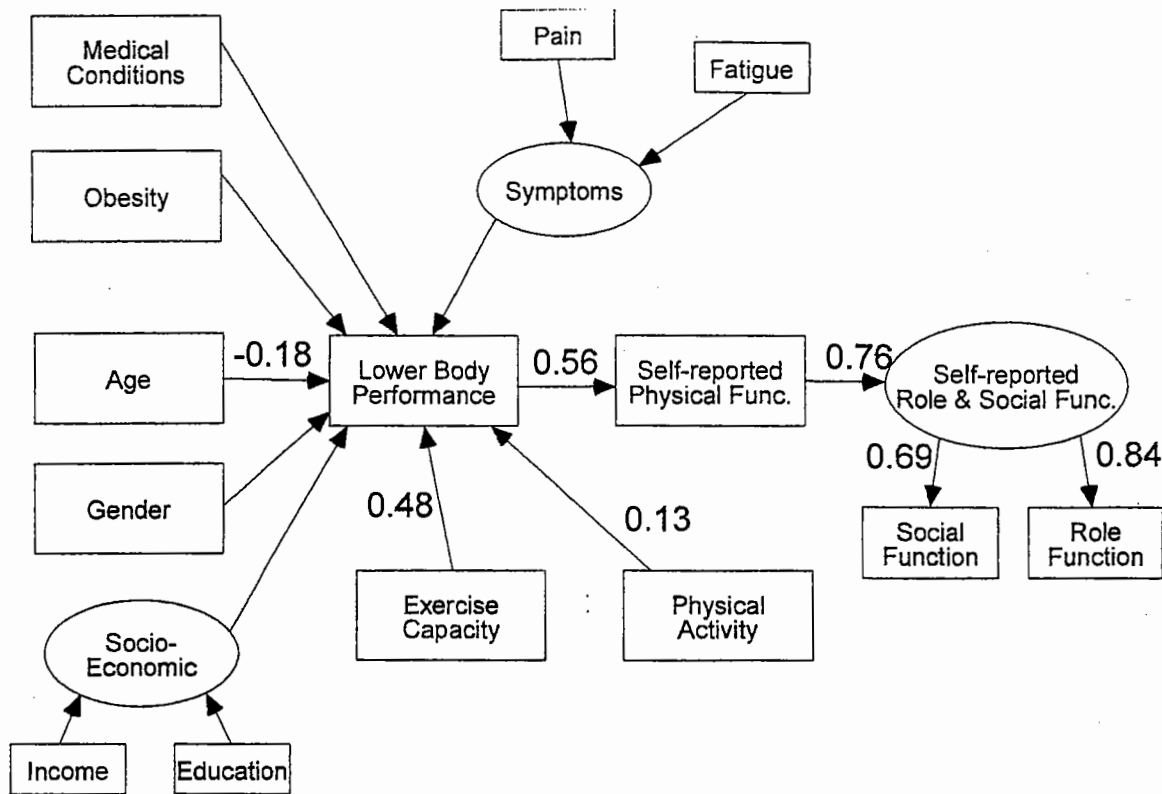 Medical
Conditions
Pain
Fatigue
Obesity
Symptoms
Age
-0.18
Lower Body
Performance
0.56
Self-reported
Physical Func.
0.76
Self-reported
Role & Social Func.
0.69
0.84
Gender
0.48
0.13
Social
Function
Role
Function
Exercise
Capacity
Physical
Activity
Socio-
Economic
Income
Education